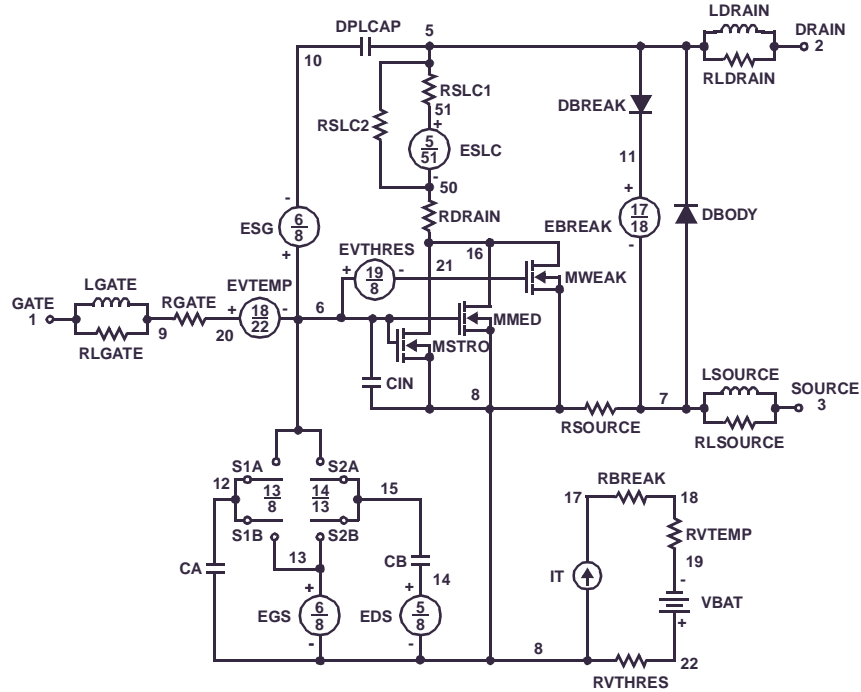 LDRAIN
DPLCAP
5
DRAIN
2
10
RLDRAIN
RSLC1
51
DBREAK
RSLC2
+
5
51
ESLC
-
50
11
-
+
ESG
6
8
+
RDRAIN
EBREAK
17
18
-
DBODY
EVTHRES
16
21
+
19
8
-
MWEAK
LGATE
EVTEMP
GATE
1
RGATE
+
18
22
-
6
MMED
9
20
RLGATE
MSTRO
CIN
8
7
LSOURCE
SOURCE
3
RSOURCE
RLSOURCE
S1A
S2A
12
13
8
14
13
15
S1B
S2B
13
RBREAK
17
18
RVTEMP
CA
CB
14
IT
19
-
VBAT
+
+
EGS
6
8
-
+
EDS
5
8
-
8
22
RVTHRES